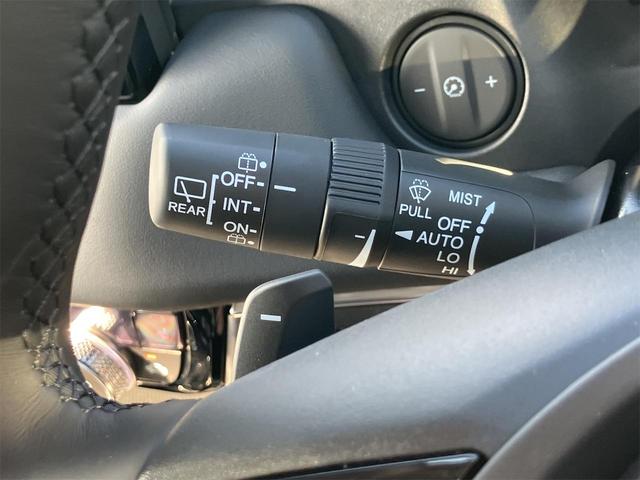 OFF
REAR
INT
ON
MIST
PULL
OFF
AUTO
LO
HI
− +